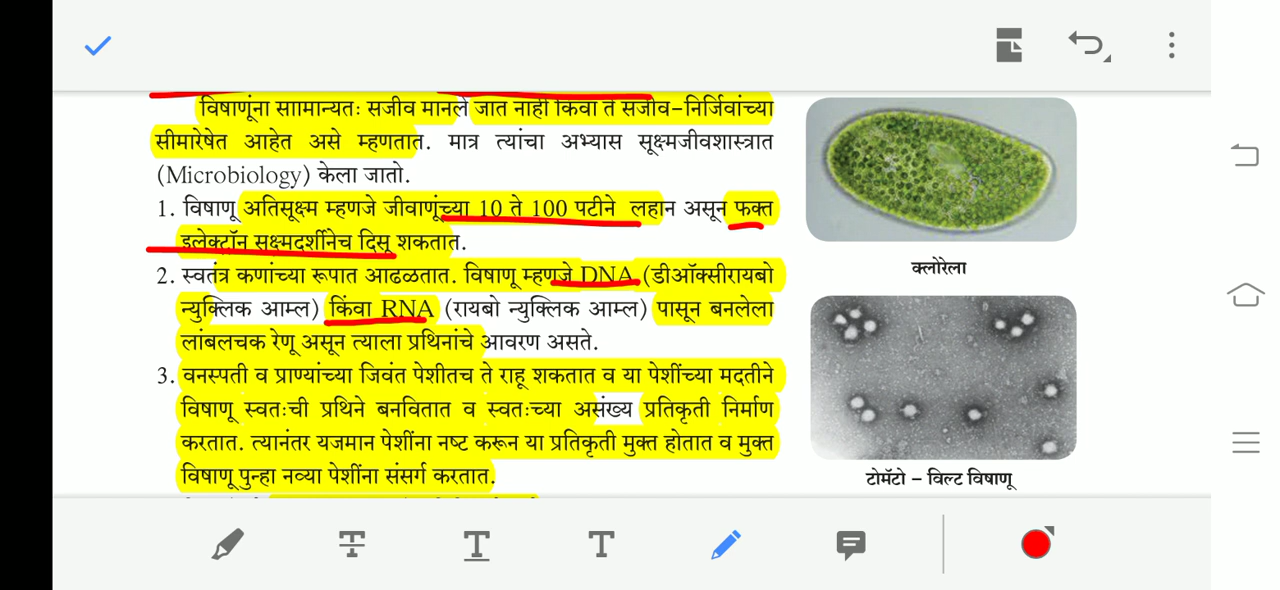 विषाणूंना साामान्यतः सजीव मानले जात नाही किंवा ते सजीव-निर्जिवांच्या
सीमारेषेत आहेत असे म्हणतात. मात्र त्यांचा अभ्यास सूक्ष्मजीवशास्त्रात
(Microbiology) केला जातो.
1. विषाणू अतिसूक्ष्म म्हणजे जीवाणूंच्या 10 ते 100 पटीने लहान असून फक्त
इलेक्ट्रॉन सूक्ष्मदर्शीनेच दिसू शकतात.
2. स्वतंत्र कणांच्या रूपात आढळतात. विषाणू म्हणजे DNA (डीऑक्सीरायबो
न्युक्लिक आम्ल) किंवा RNA (रायबो न्युक्लिक आम्ल) पासून बनलेला
लांबलचक रेणू असून त्याला प्रथिनांचे आवरण असते.
3. वनस्पती व प्राण्यांच्या जिवंत पेशीतच ते राहू शकतात व या पेशींच्या मदतीने
विषाणू स्वतःची प्रथिने बनवितात व स्वतःच्या असंख्य प्रतिकृती निर्माण
करतात. त्यानंतर यजमान पेशींना नष्ट करून या प्रतिकृती मुक्त होतात व मुक्त
विषाणू पुन्हा नव्या पेशींना संसर्ग करतात.
क्लोरेला
टोमॅटो - विल्ट विषाणू
T
T
T